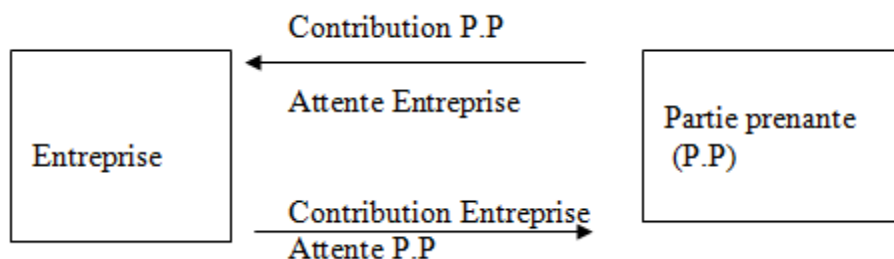 Contribution P.P
Attente Entreprise
Entreprise
Partie prenante
(P.P)
Contribution Entreprise
Attente P.P